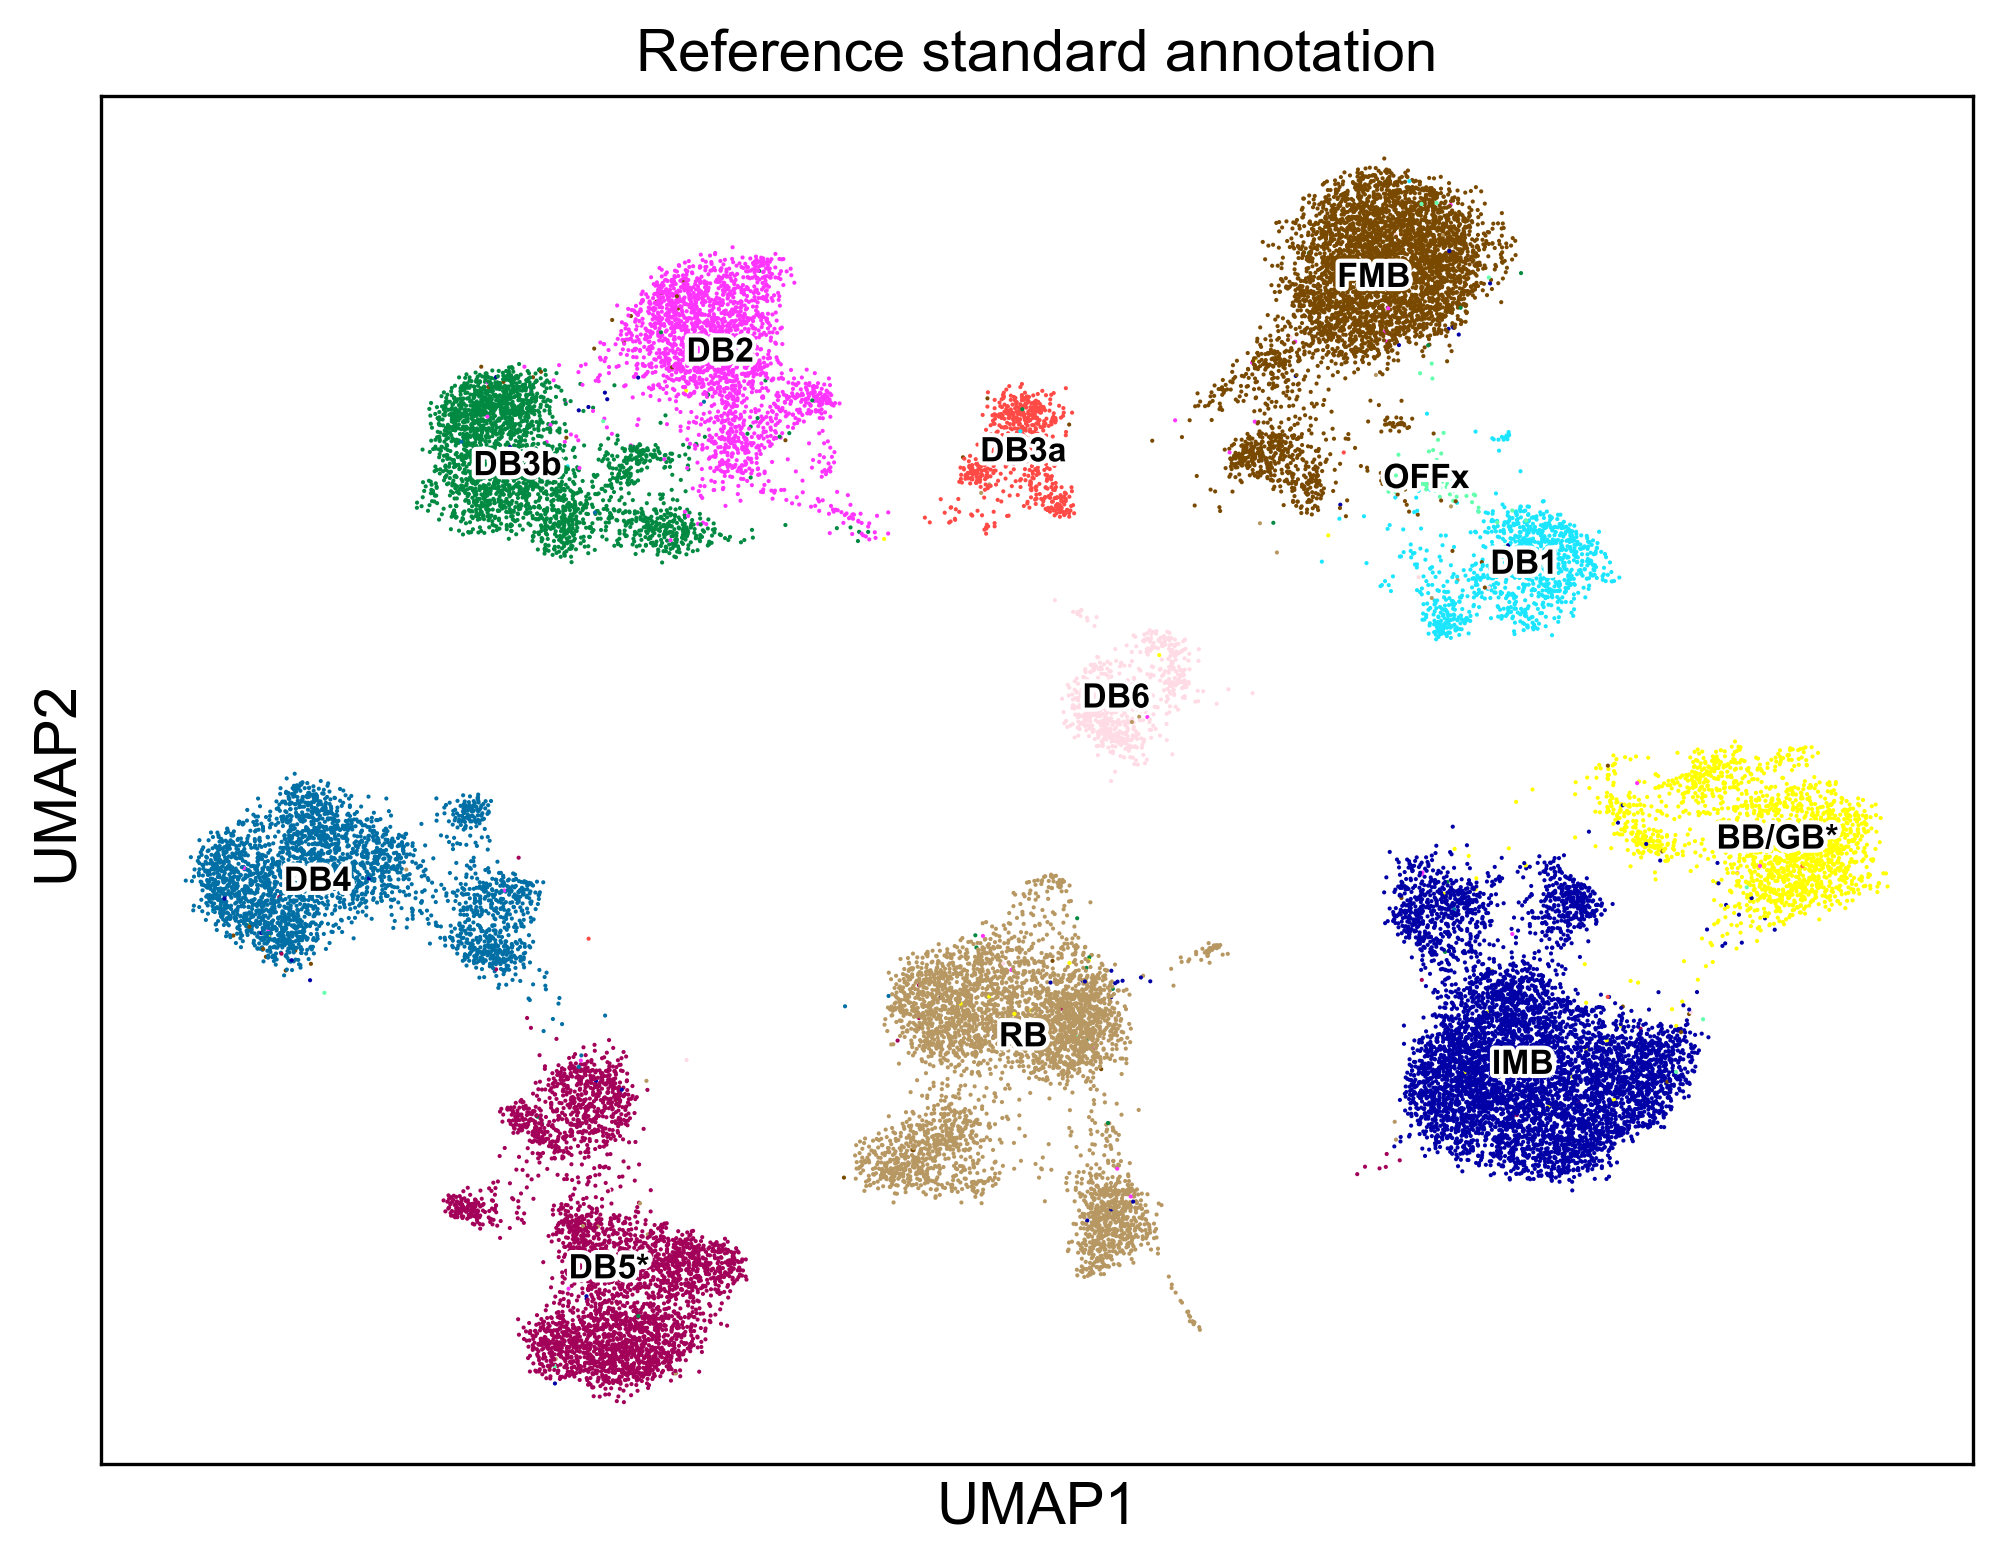 Reference standard annotation
FMB
DB2
DB3a
DB3b
OFFx
DB1
DB6
BB/GB*
DB4
RB
IMB
DB5*
UMAP2
UMAP1